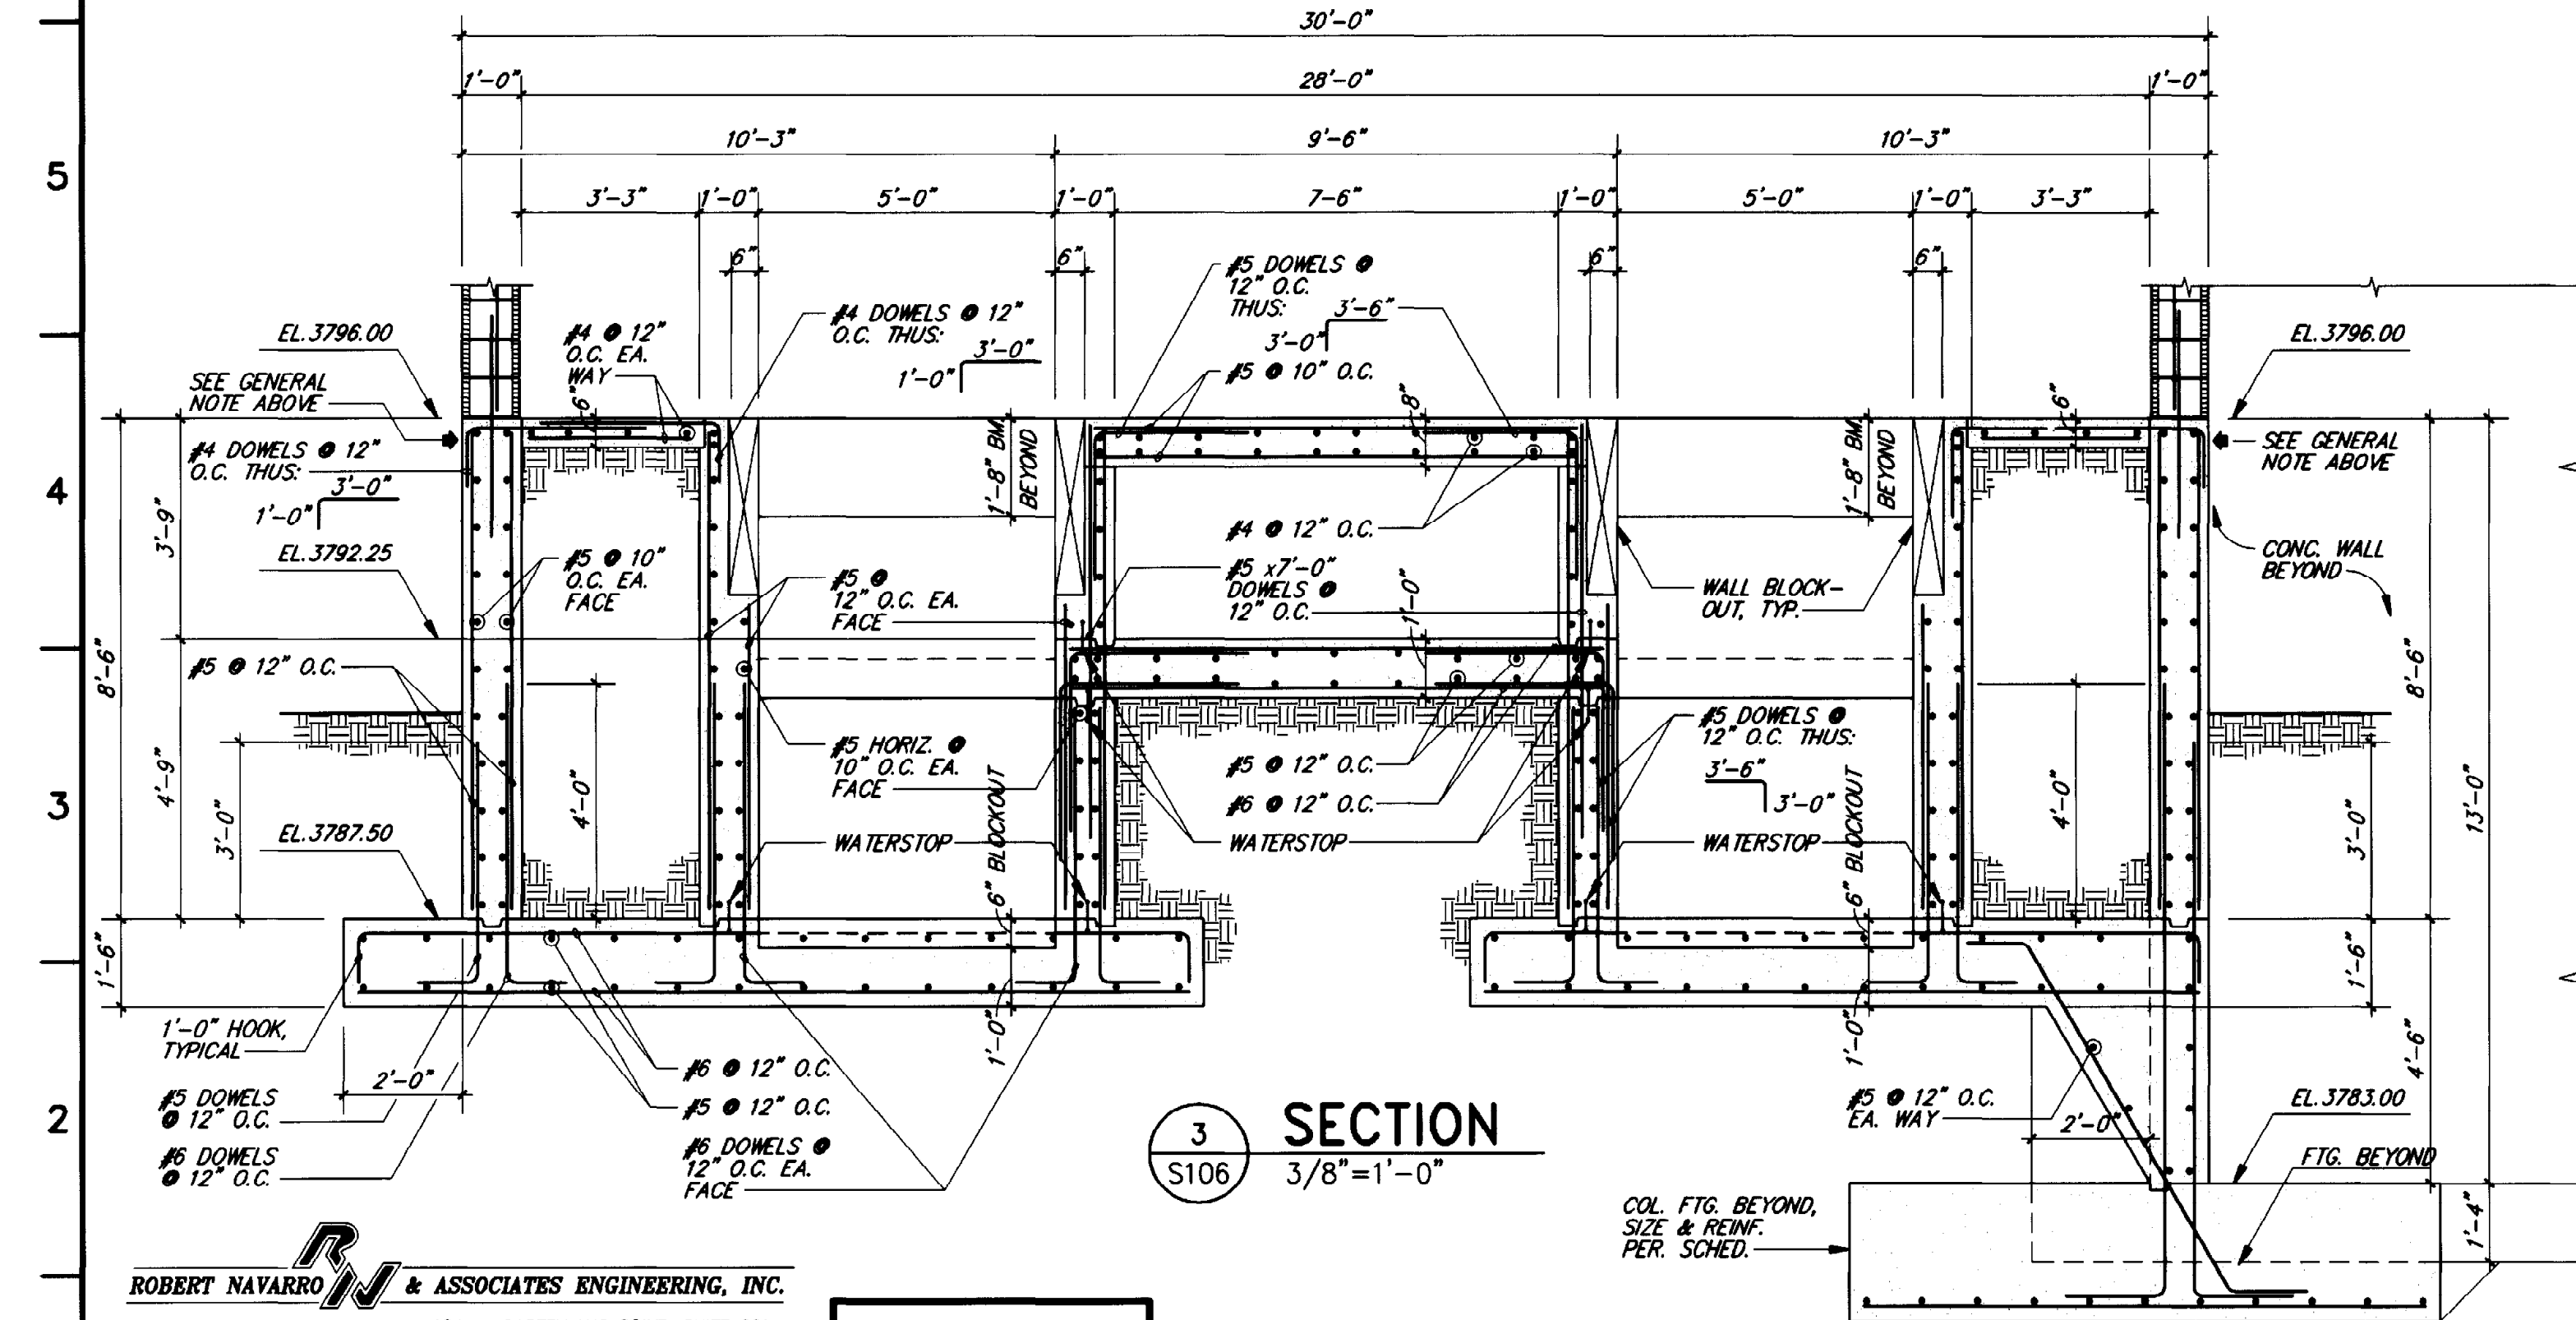 30'-0"
1'-0" 28'-0" 1'-0"
10'-3" 9'-6" 10'-3"
5
3'-3" 1'-0" 5'-0" 1'-0" 7-6" 1'-0" 5'-0" 1'-0" 3'-3"
6" 6" 6" 6"
#5 DOWELS @
12" O.C.
THUS:
3'-6"
3'-0"
#5 @ 10" O.C.
#4 DOWELS @ 12"
O.C. THUS:
3'-0"
1'-0"
#4 @ 12"
O.C. EA.
WAY
6"
EL.3796.00
SEE GENERAL
NOTE ABOVE
#4 DOWELS @ 12"
O.C. THUS:
3'-0"
1'-0"
EL.3796.00
6"
SEE GENERAL
NOTE ABOVE
8"
1'-8" BM.
BEYOND
1'-8" BM.
BEYOND
4
3'-9"
EL.3792.25
#5 @ 10"
O.C. EA.
FACE
#5 @
12" O.C. EA.
FACE
#4 @ 12" O.C.
#5 x7'-0"
DOWELS @
12" O.C.
1'-0"
WALL BLOCK-
OUT, TYP.
CONC. WALL
BEYOND
8'-6"
#5 @ 12" O.C.
8'-6"
#5 HORIZ. @
10" O.C. EA.
FACE
#5 @ 12" O.C.
#6 @ 12" O.C.
#5 DOWELS @
12" O.C. THUS:
3'-6"
3'-0"
3
4'-9"
3'-0"
4'-0"
EL.3787.50
WATERSTOP
6" BLOCKOUT
WATERSTOP
WATERSTOP
6" BLOCKOUT
4'-0"
3'-0"
13'-0"
1'-6"
1'-0"
1'-0"
1'-6"
1'-0" HOOK,
TYPICAL
2'-0"
#5 DOWELS
@ 12" O.C.
#6 DOWELS
@ 12" O.C.
#6 @ 12" O.C.
#5 @ 12" O.C.
#6 DOWELS @
12" O.C. EA.
FACE
2
3
S106
SECTION
3/8"=1'-0"
#5 @ 12" O.C.
EA. WAY
2'-0"
4'-6"
EL.3783.00
FTG. BEYOND
COL. FTG. BEYOND,
SIZE & REINF.
PER. SCHED.
1'-4"
RN
ROBERT NAVARRO & ASSOCIATES ENGINEERING, INC.